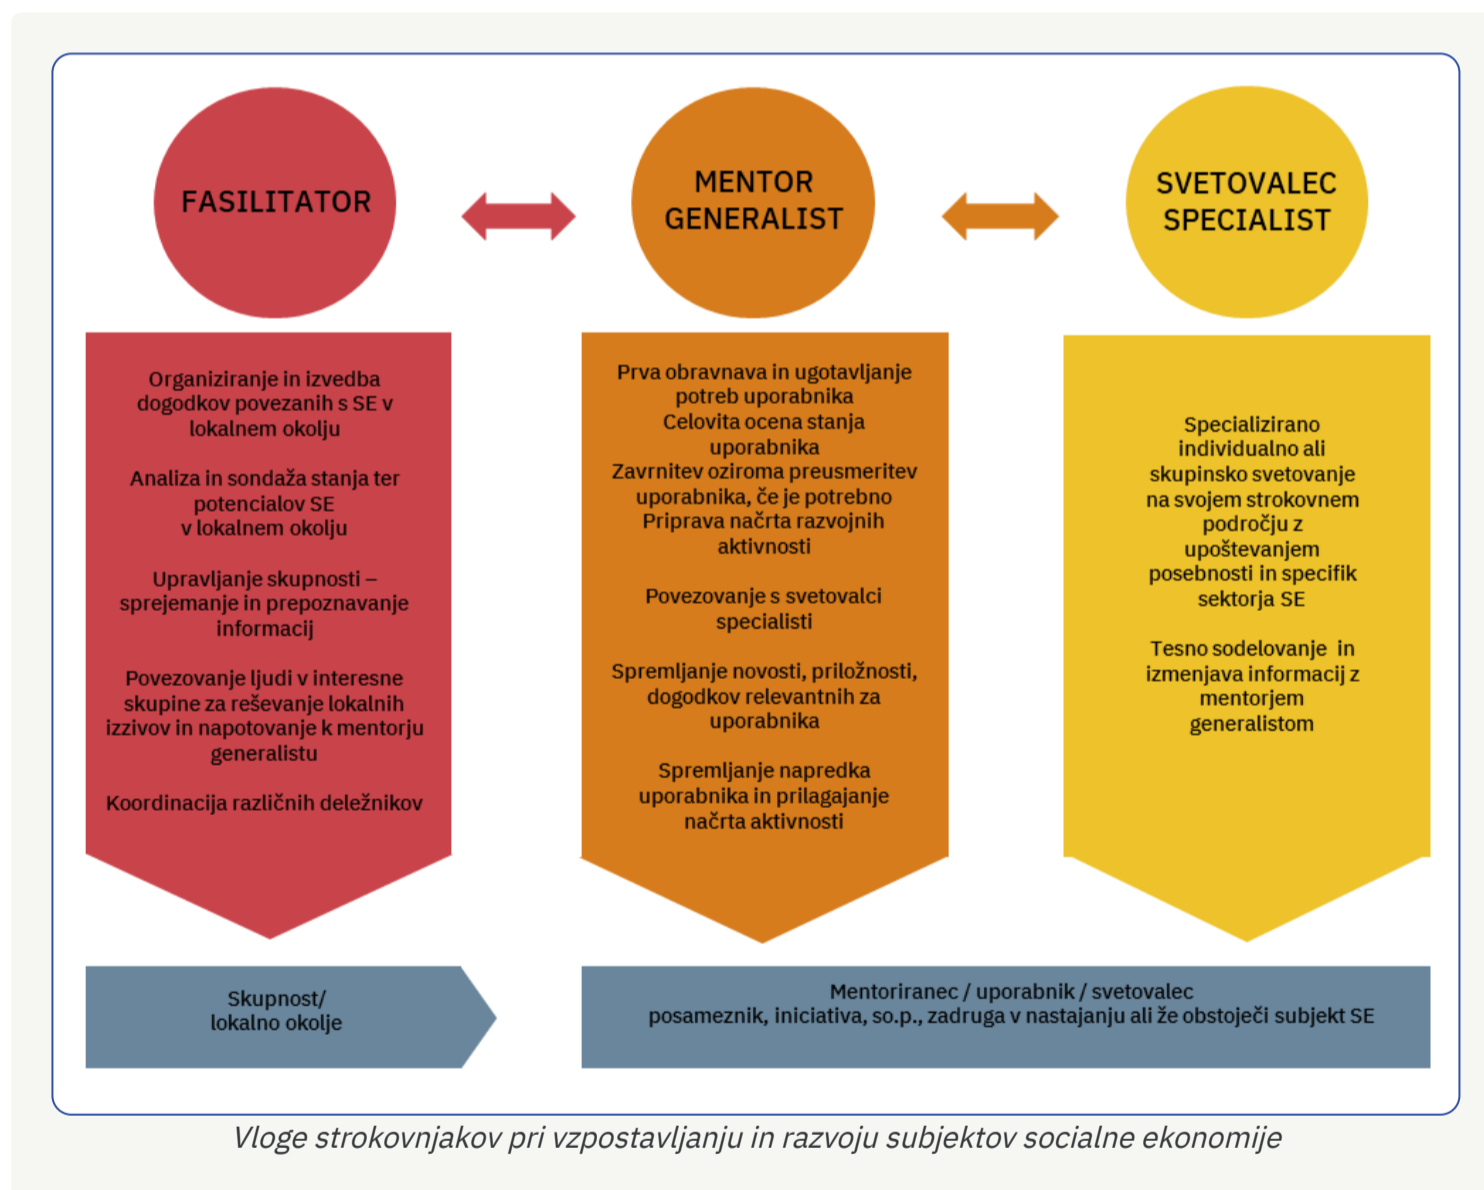 FASILITATOR
MENTOR
GENERALIST
SVETOVALEC
SPECIALIST
Organiziranje in izvedba
dogodkov povezanih s SE v
lokalnem okolju
Analiza in sondaža stanja ter
potencialov SE
v lokalnem okolju
Upravljanje skupnosti –
sprejemanje in prepoznavanje
informacij
Povezovanje ljudi v interesne
skupine za reševanje lokalnih
izzivov in napotovanje k mentorju
generalistu
Koordinacija različnih deležnikov
Prva obravnava in ugotavljanje
potreb uporabnika
Celovita ocena stanja
uporabnika
Zavrnitev oziroma preusmeritev
uporabnika, če je potrebno
Priprava načrta razvojnih
aktivnosti
Povezovanje s svetovalci
specialisti
Spremljanje novosti, priložnosti,
dogodkov relevantnih za
uporabnika
Spremljanje napredka
uporabnika in prilagajanje
načrta aktivnosti
Specializirano
individualno ali
skupinsko svetovanje
na svojem strokovnem
področju z
upoštevanjem
posebnosti in specifik
sektorja SE
Tesno sodelovanje in
izmenjava informacij z
mentorjem
generalistom
Skupnost/
lokalno okolje
Mentoriranec / uporabnik / svetovalec
posameznik, iniciativa, so.p., zadruga v nastajanju ali že obstoječi subjekt SE
Vloge strokovnjakov pri vzpostavljanju in razvoju subjektov socialne ekonomije